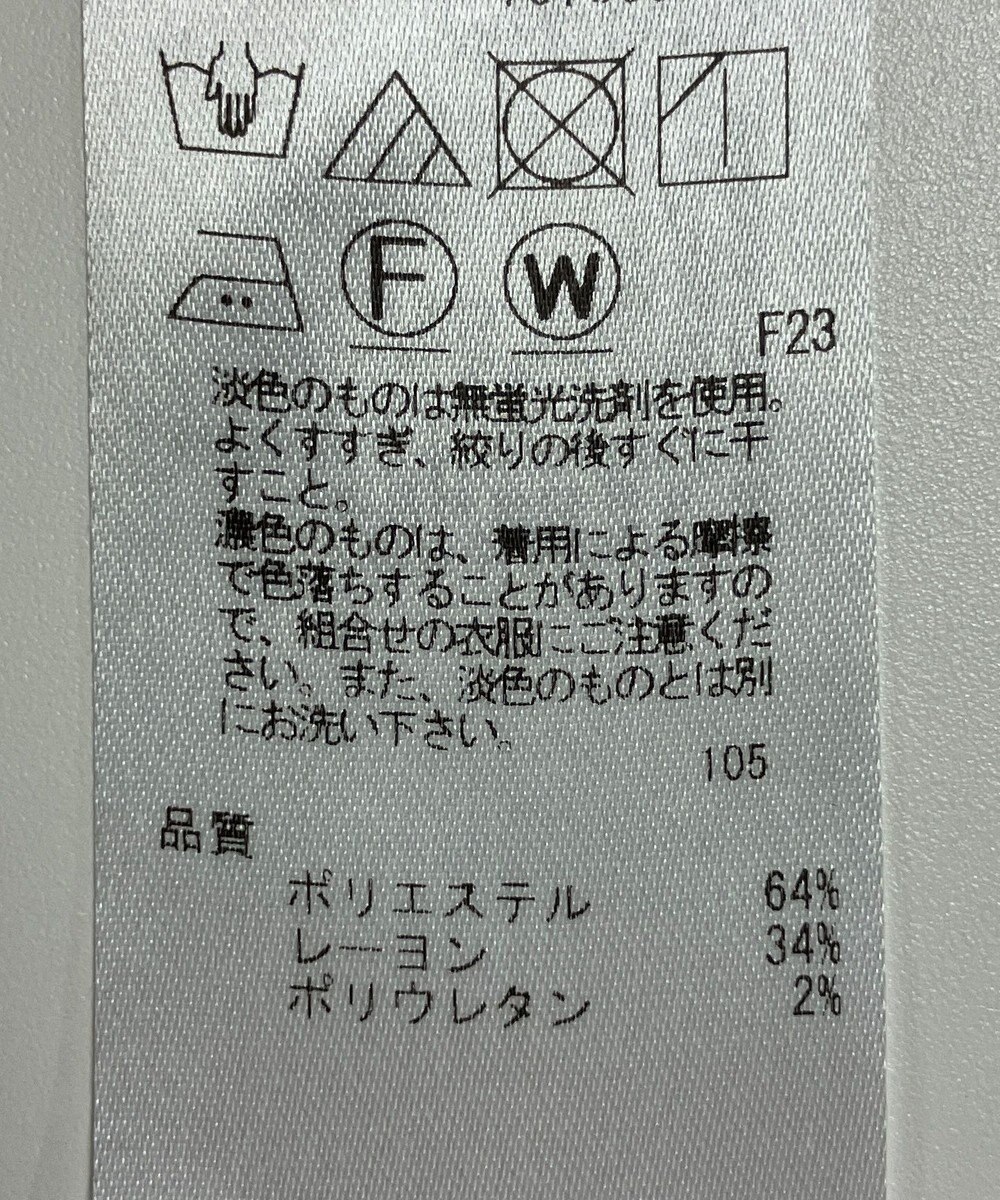 F
W
F23
淡色のものは無蛍光洗剤を使用。
よくすすぎ、絞りの後すぐに干
すこと。
濃色のものは、着用による摩擦
で色落ちすることがありますの
で、組合せの衣服にご注意くだ
さい。また、淡色のものとは別
にお洗い下さい。
105
品質
ポリエステル 64%
レーヨン 34%
ポリウレタン 2%